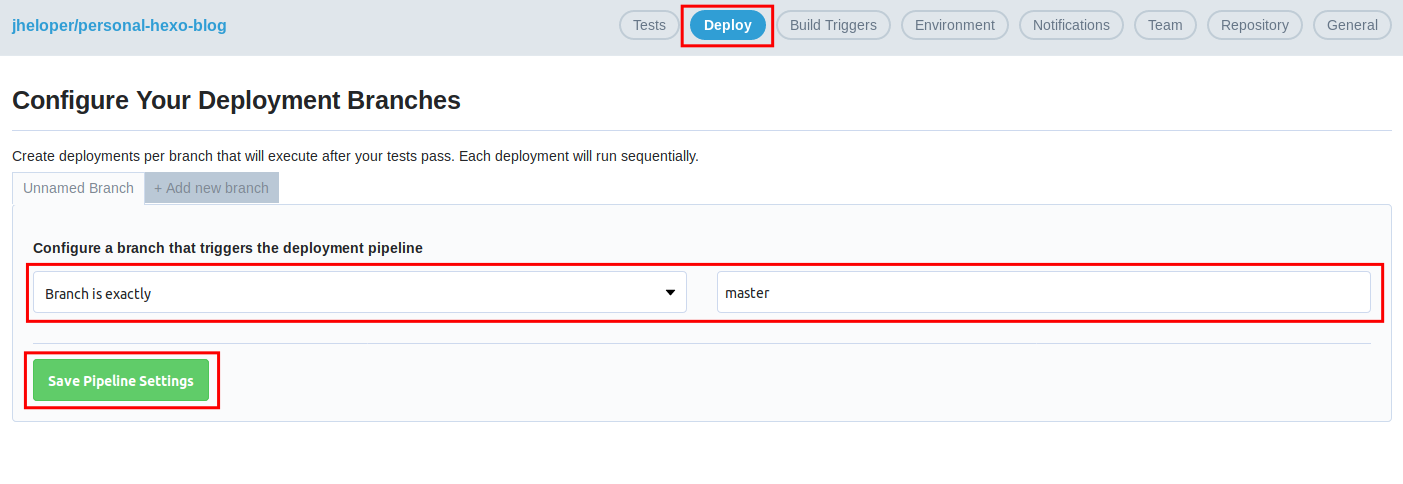 jheloper/personal-hexo-blog Tests Deploy Build Triggers Environment Notifications Team Repository General
Configure Your Deployment Branches
Create deployments per branch that will execute after your tests pass. Each deployment will run sequentially.
Unnamed Branch + Add new branch
Configure a branch that triggers the deployment pipeline
Branch is exactly master
Save Pipeline Settings